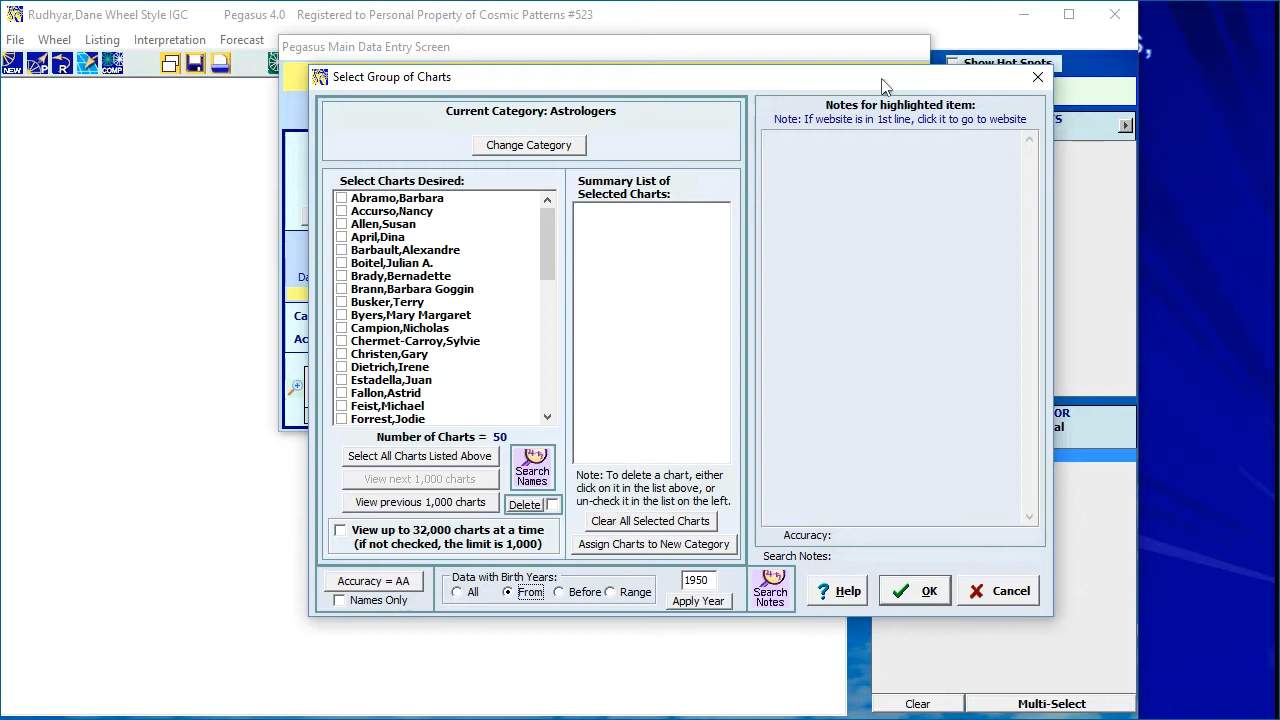 Rudhyar,Dane Wheel Style IGC
Pegasus 4.0
Registered to Personal Property of Cosmic Patterns #523
File
Wheel
Listing
Interpretation
Forecast
NEW
P
R
COMP
Pegasus Main Data Entry Screen
Show Hot Spots
Select Group of Charts
Current Category: Astrologers
Change Category
Select Charts Desired:
Abramo,Barbara
Accurso,Nancy
Allen,Susan
April,Dina
Barbault,Alexandre
Boitel,Julian A.
Brady,Bernadette
Brann,Barbara Goggin
Busker,Terry
Byers,Mary Margaret
Campion,Nicholas
Chermet-Carroy,Sylvie
Christen,Gary
Dietrich,Irene
Estadella,Juan
Fallon,Astrid
Feist,Michael
Forrest,Jodie
Number of Charts = 50
Select All Charts Listed Above
View next 1,000 charts
View previous 1,000 charts
Search
Names
Delete
View up to 32,000 charts at a time
(if not checked, the limit is 1,000)
Summary List of
Selected Charts:
Note: To delete a chart, either
click on it in the list above, or
un-check it in the list on the left.
Clear All Selected Charts
Assign Charts to New Category
Notes for highlighted item:
Note: If website is in 1st line, click it to go to website
Accuracy:
Search Notes:
Accuracy = AA
Names Only
Data with Birth Years:
All
From
Before
Range
1950
Apply Year
Search
Notes
Help
OK
Cancel
Clear
Multi-Select